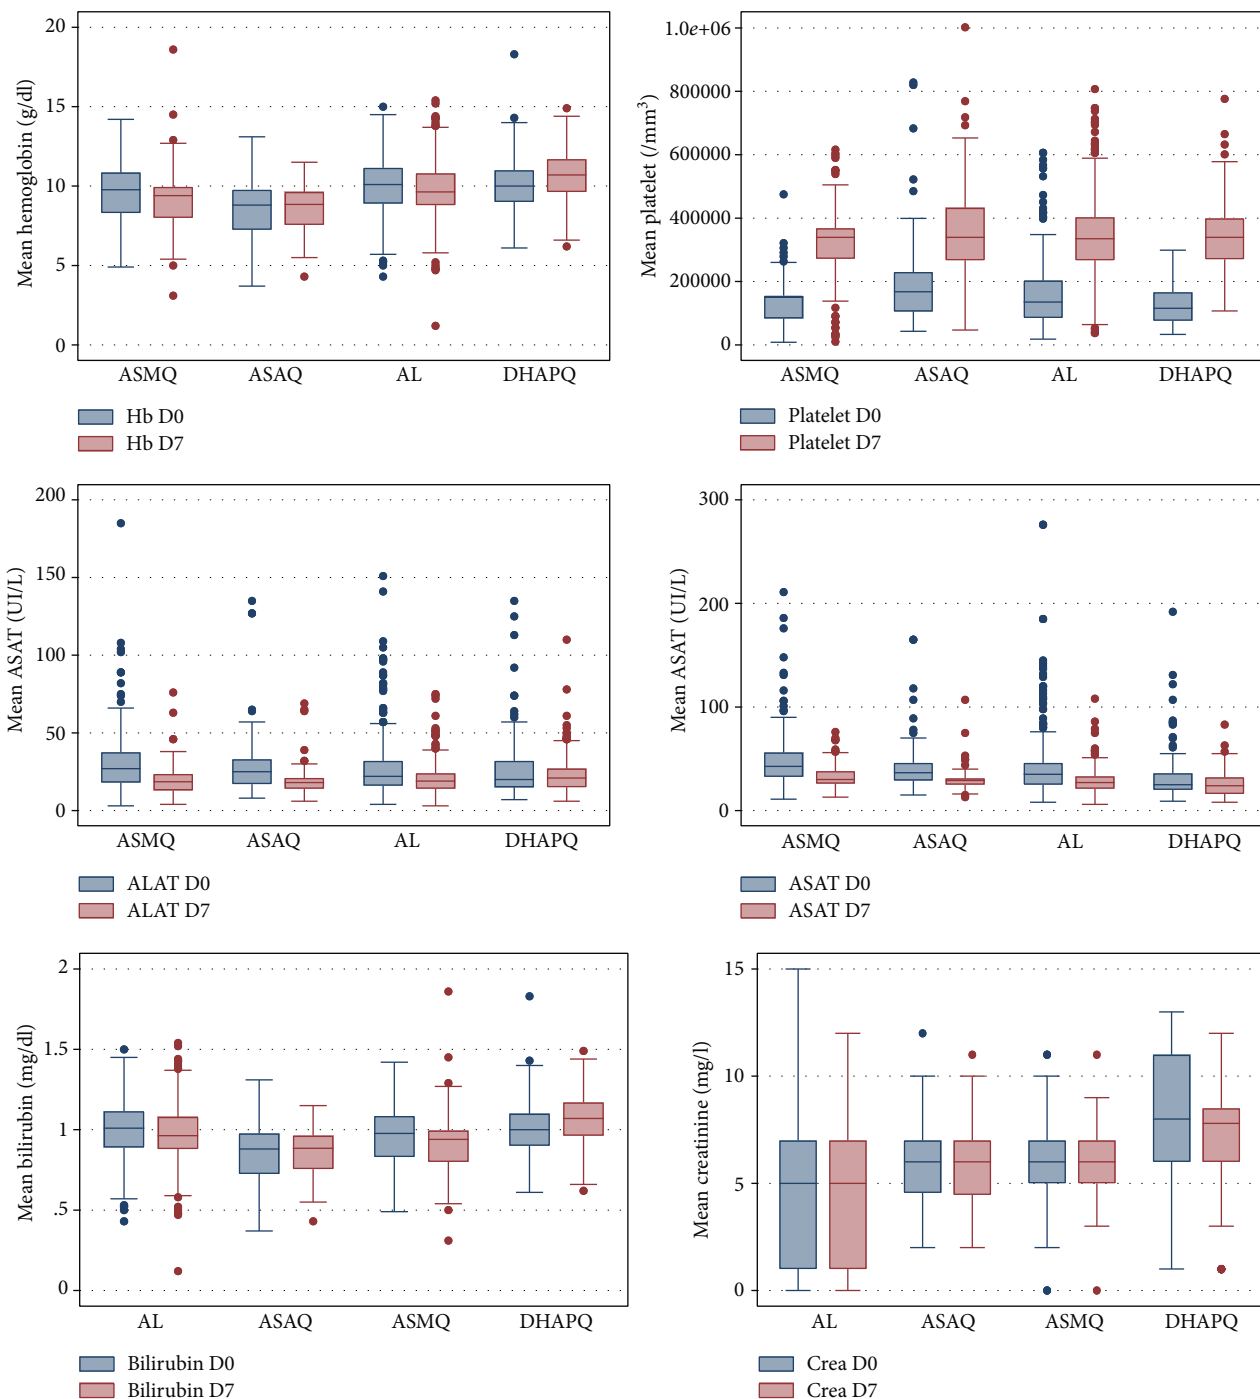 Mean hemoglobin (g/dl)
20
15
10
5
0
ASMQ ASAQ AL DHAPQ
Hb D0
Hb D7
Mean platelet (/mm³)
1.0e+06
800000
600000
400000
200000
0
ASMQ ASAQ AL DHAPQ
Platelet D0
Platelet D7
Mean ASAT (UI/L)
200
150
100
50
0
ASMQ ASAQ AL DHAPQ
ALAT D0
ALAT D7
Mean ASAT (UI/L)
300
200
100
0
ASMQ ASAQ AL DHAPQ
ASAT D0
ASAT D7
Mean bilirubin (mg/dl)
2
1.5
1
.5
0
AL ASAQ ASMQ DHAPQ
Bilirubin D0
Bilirubin D7
Mean creatinine (mg/l)
15
10
5
0
AL ASAQ ASMQ DHAPQ
Crea D0
Crea D7